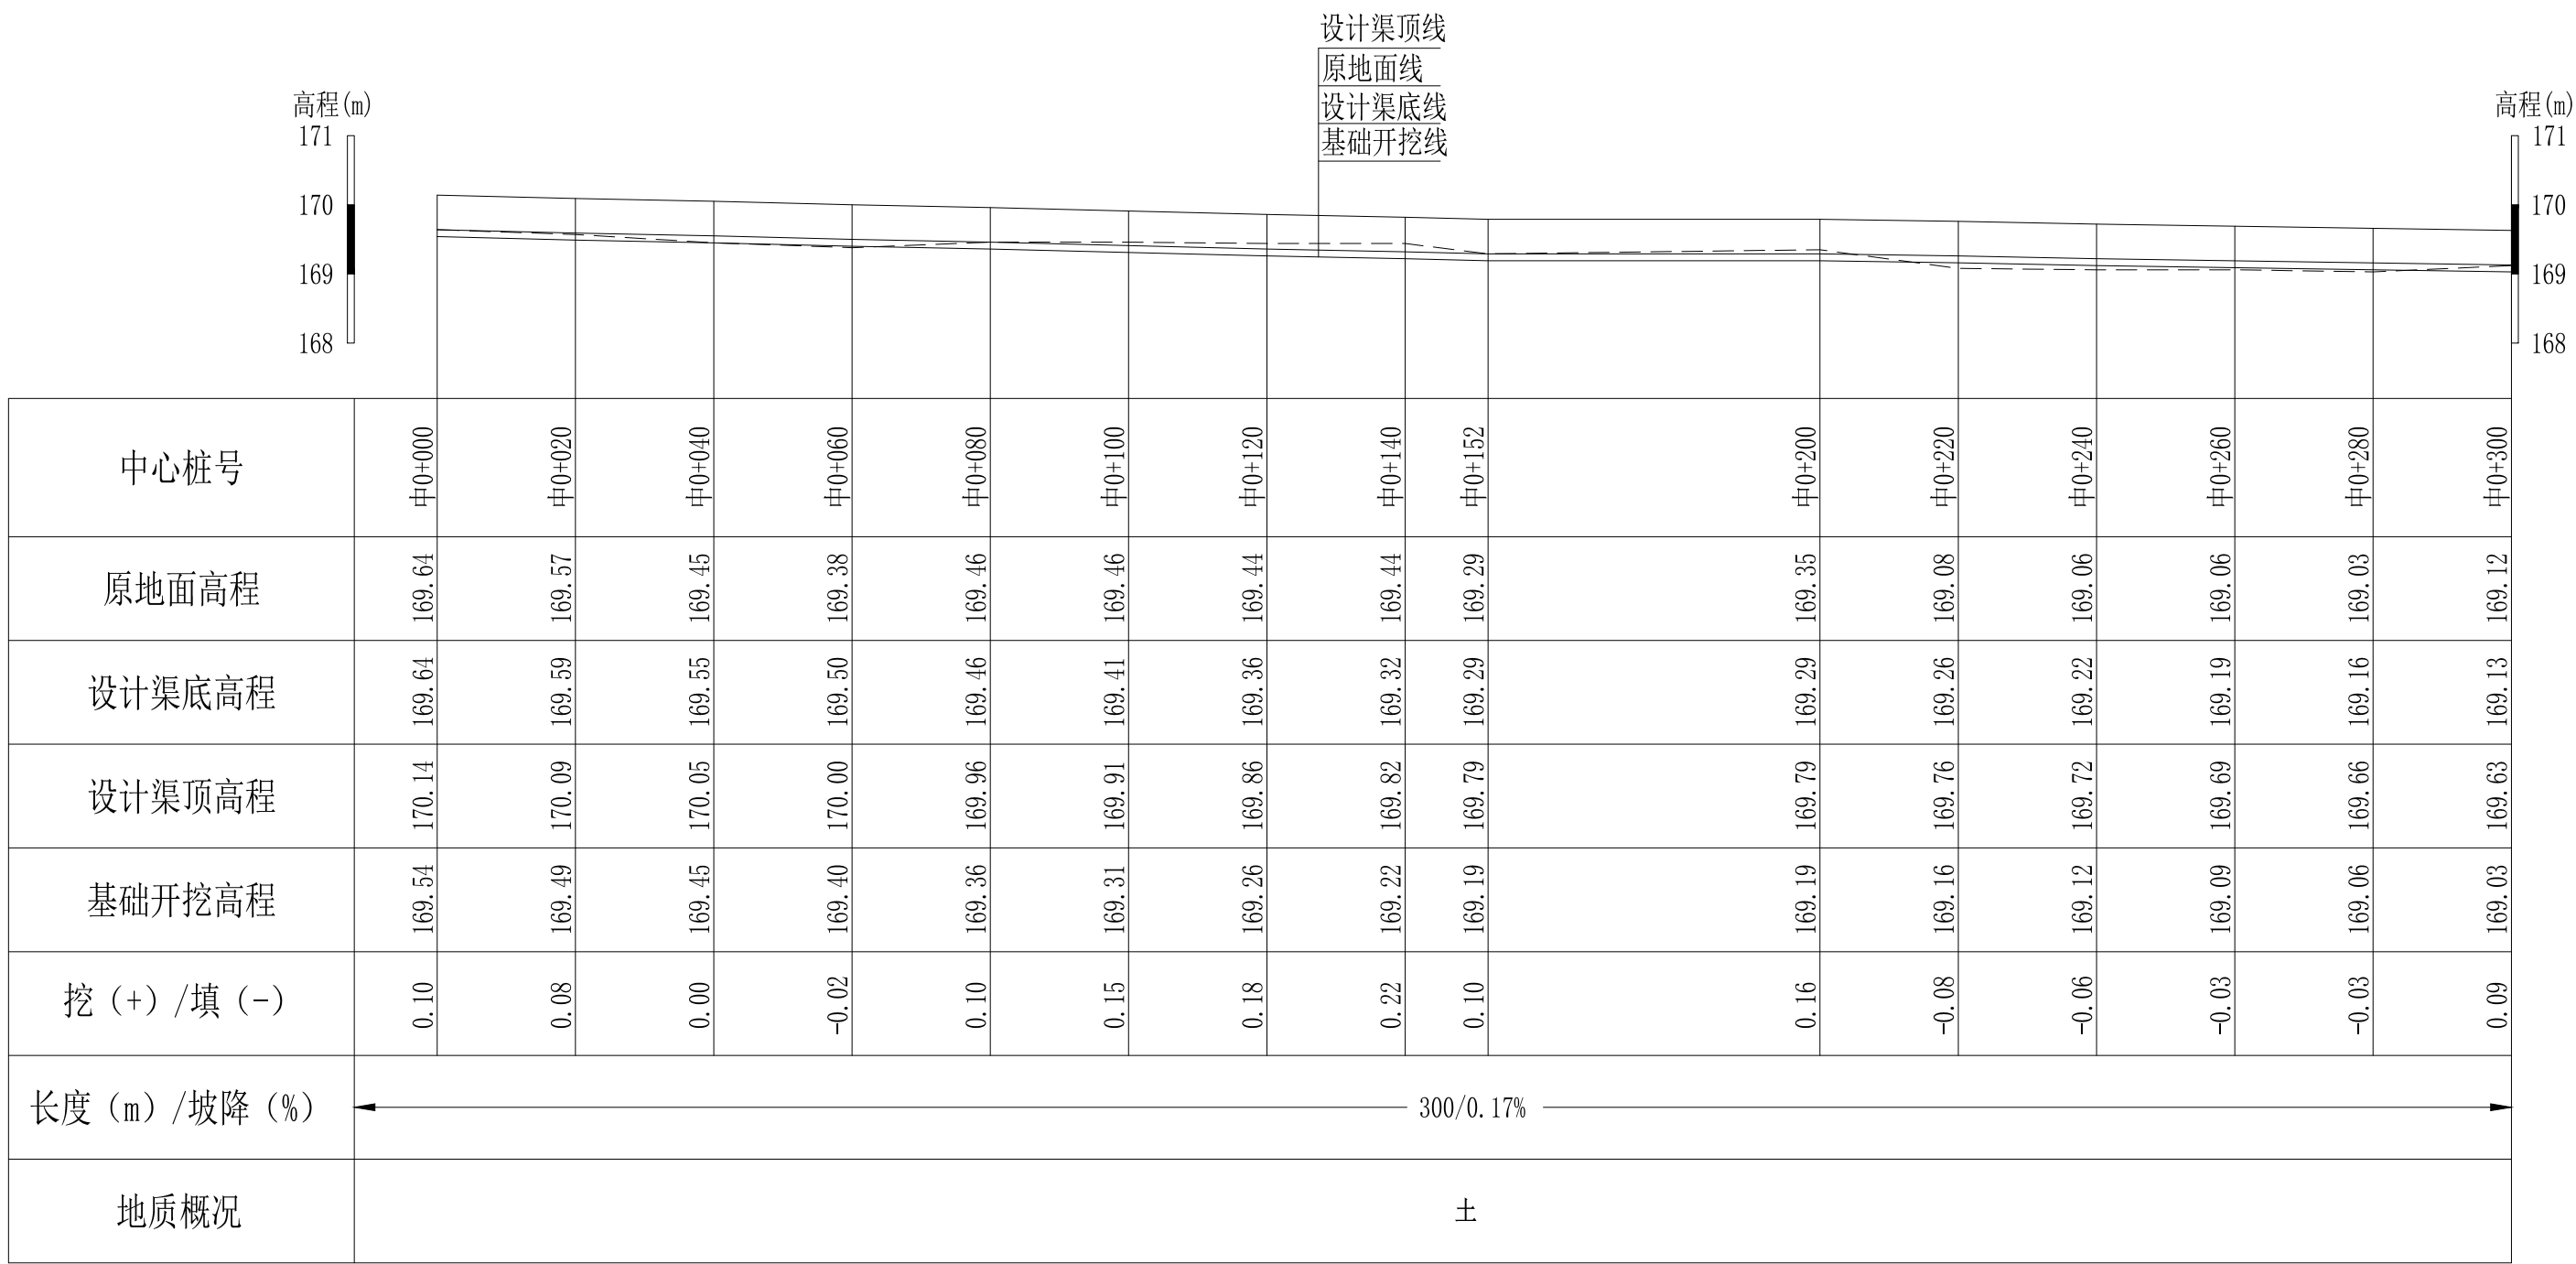 设计渠顶线
原地面线
设计渠底线
基础开挖线
高程(m)
171
170
169
168
高程(m)
171
170
169
168
中心桩号 中0+000 中0+020 中0+040 中0+060 中0+080 中0+100 中0+120 中0+140 中0+152 中0+200 中0+220 中0+240 中0+260 中0+280 中0+300
原地面高程 169.64 169.57 169.45 169.38 169.46 169.46 169.44 169.44 169.29 169.35 169.08 169.06 169.06 169.03 169.12
设计渠底高程 169.64 169.59 169.55 169.50 169.46 169.41 169.36 169.32 169.29 169.29 169.26 169.22 169.19 169.16 169.13
设计渠顶高程 170.14 170.09 170.05 170.00 169.96 169.91 169.86 169.82 169.79 169.79 169.76 169.72 169.69 169.66 169.63
基础开挖高程 169.54 169.49 169.45 169.40 169.36 169.31 169.26 169.22 169.19 169.19 169.16 169.12 169.09 169.06 169.03
挖（+）/填（-） 0.10 0.08 0.00 -0.02 0.10 0.15 0.18 0.22 0.10 0.16 -0.08 -0.06 -0.03 -0.03 0.09
长度（m）/坡降（%） 300/0.17%
地质概况 土